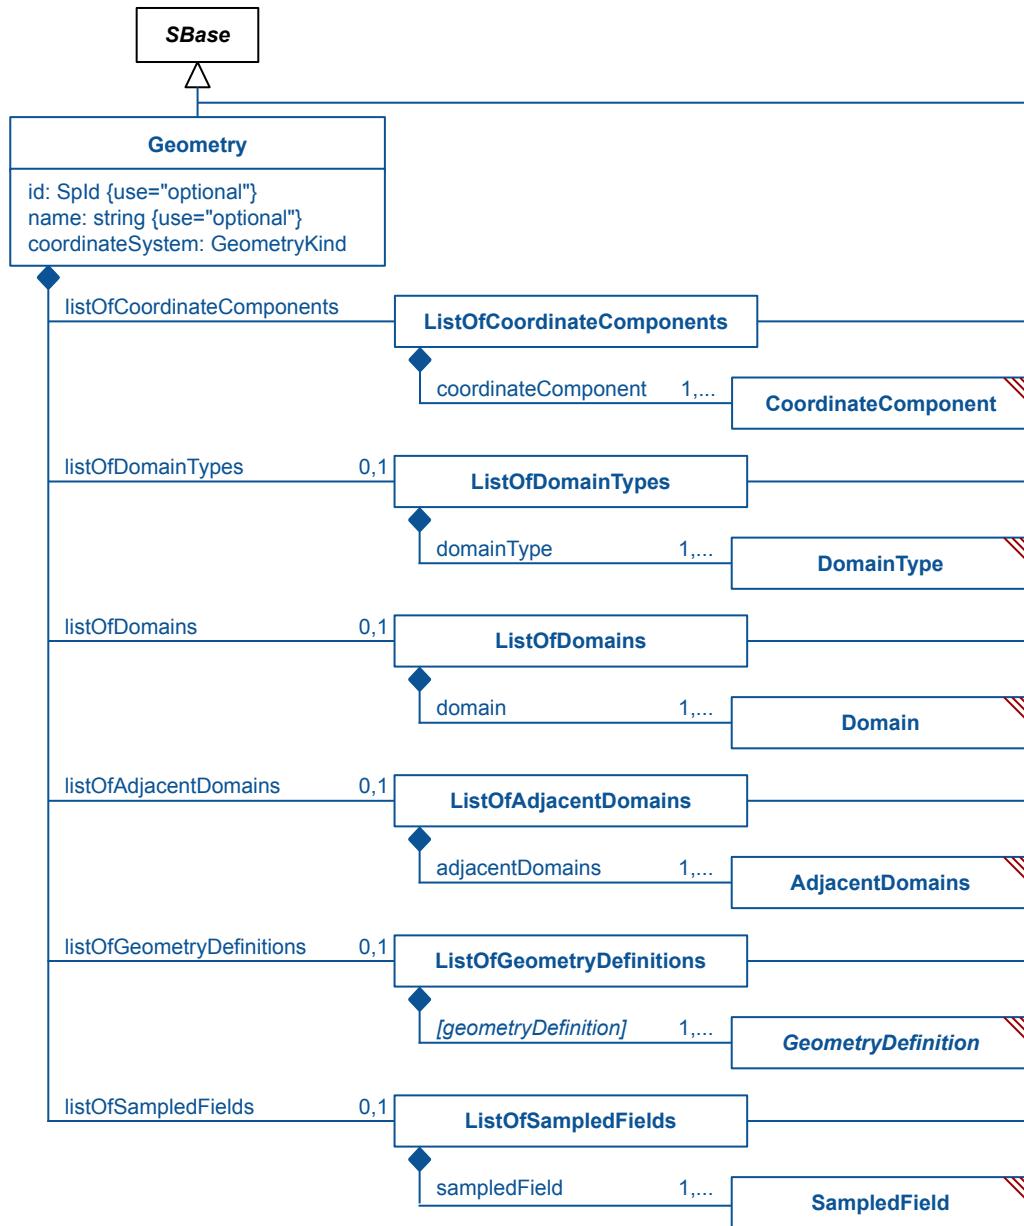 SBase
Geometry
id: SpId {use="optional"}
name: string {use="optional"}
coordinateSystem: GeometryKind
listOfCoordinateComponents
ListOfCoordinateComponents
coordinateComponent 1,...
CoordinateComponent
listOfDomainTypes 0,1
ListOfDomainTypes
domainType 1,...
DomainType
listOfDomains 0,1
ListOfDomains
domain 1,...
Domain
listOfAdjacentDomains 0,1
ListOfAdjacentDomains
adjacentDomains 1,...
AdjacentDomains
listOfGeometryDefinitions 0,1
ListOfGeometryDefinitions
[geometryDefinition] 1,...
GeometryDefinition
listOfSampledFields 0,1
ListOfSampledFields
sampledField 1,...
SampledField